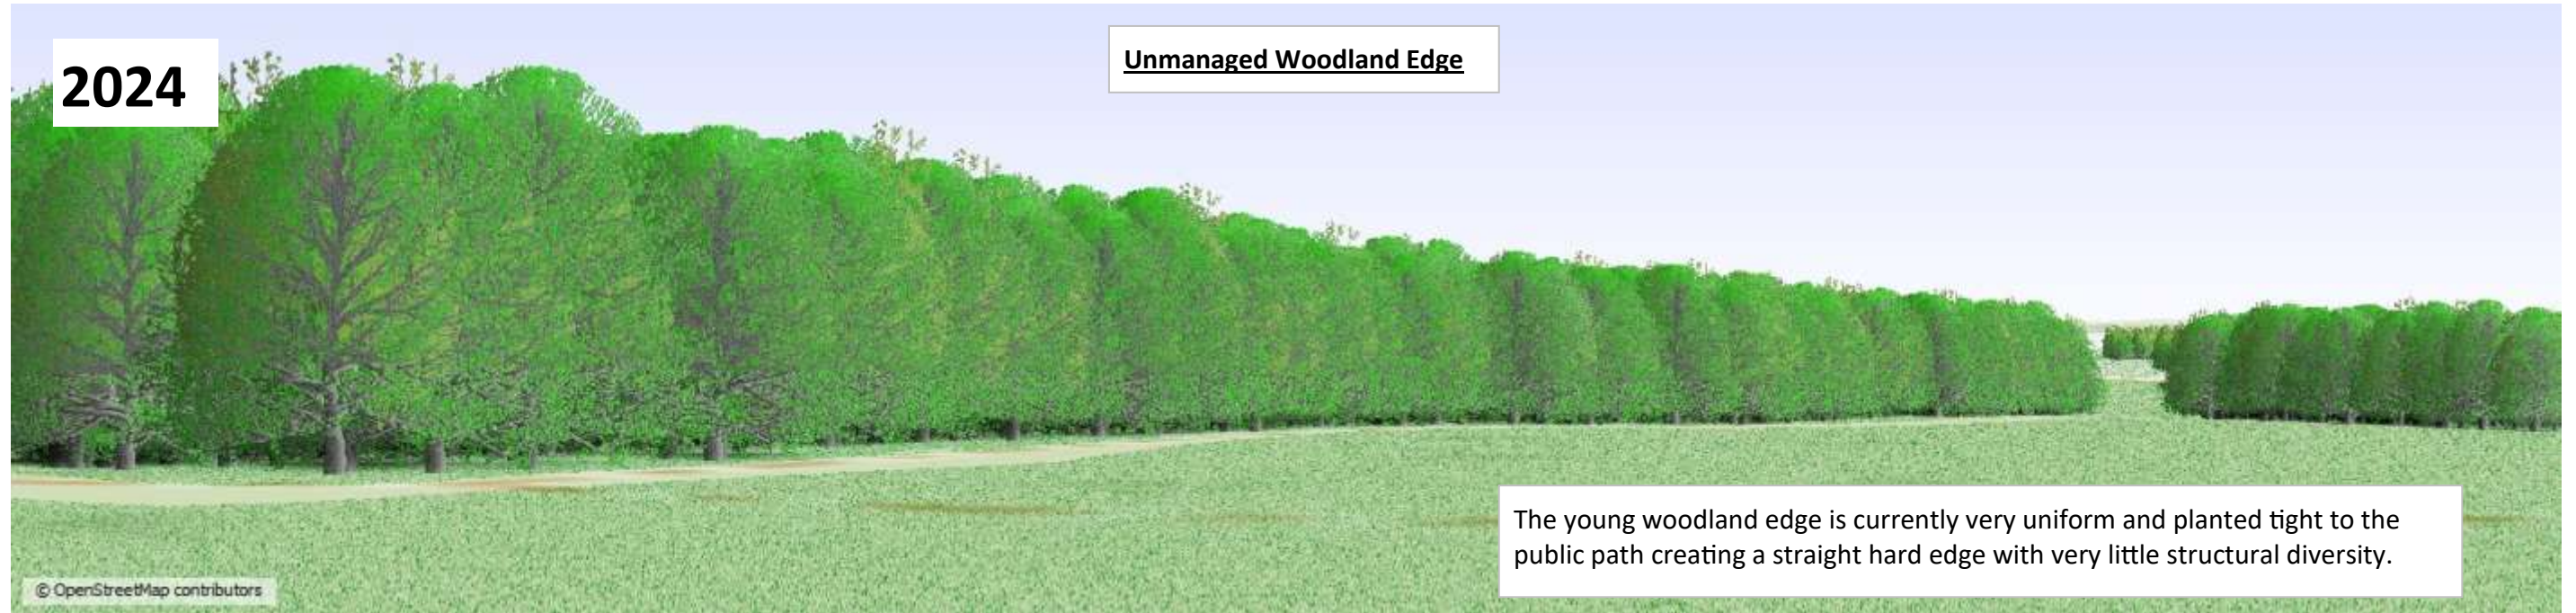 2024
Unmanaged Woodland Edge
The young woodland edge is currently very uniform and planted tight to the
public path creating a straight hard edge with very little structural diversity.
© OpenStreetMap contributors